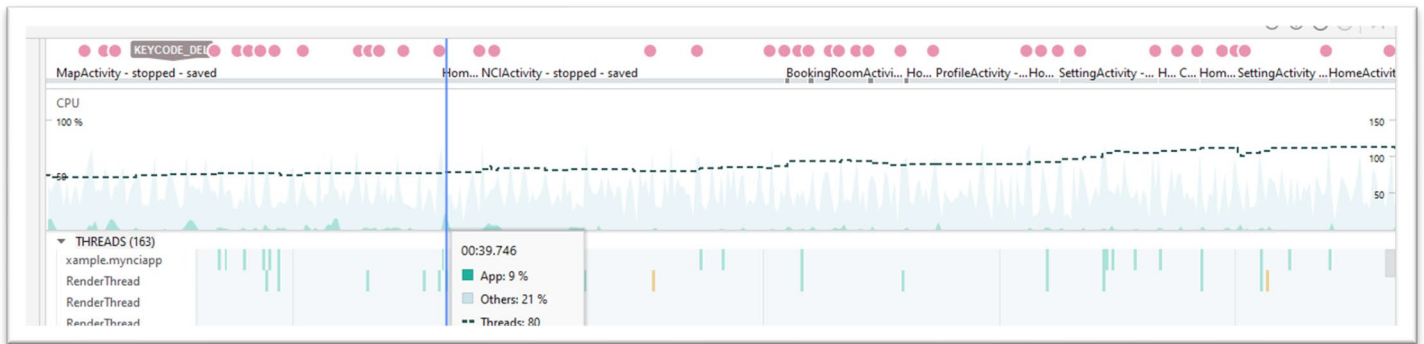 KEYCODE_DEL
MapActivity - stopped - saved
Hom... NCIActivity - stopped - saved
BookingRoomActivi... Ho... ProfileActivity -... Ho... SettingActivity -... H... C... Hom... SettingActivity ... HomeActivit
CPU
100 %
150
100
50
50
THREADS (163)
xample.mynciapp
RenderThread
RenderThread
RenderThread
00:39.746
App: 9 %
Others: 21 %
Threads: 80